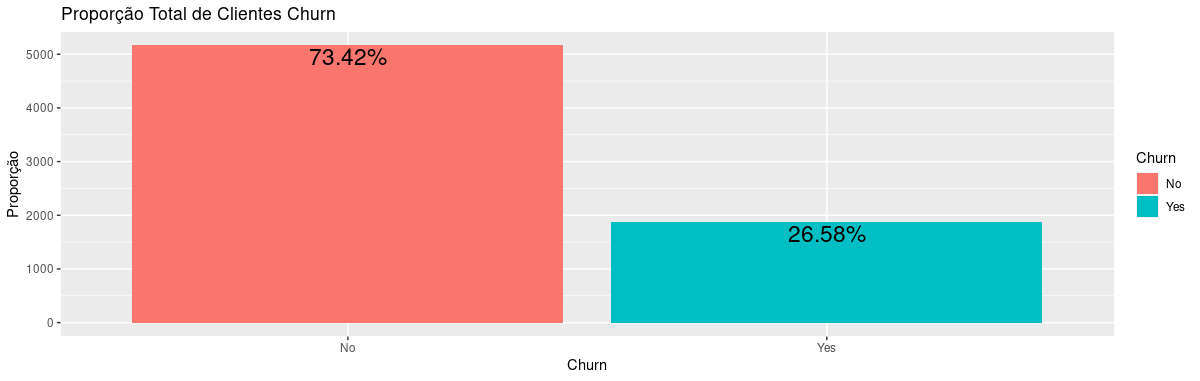 Proporção Total de Clientes Churn
Proporção
5000
4000
3000
2000
1000
0
73.42%
26.58%
No
Yes
Churn
Churn
No
Yes